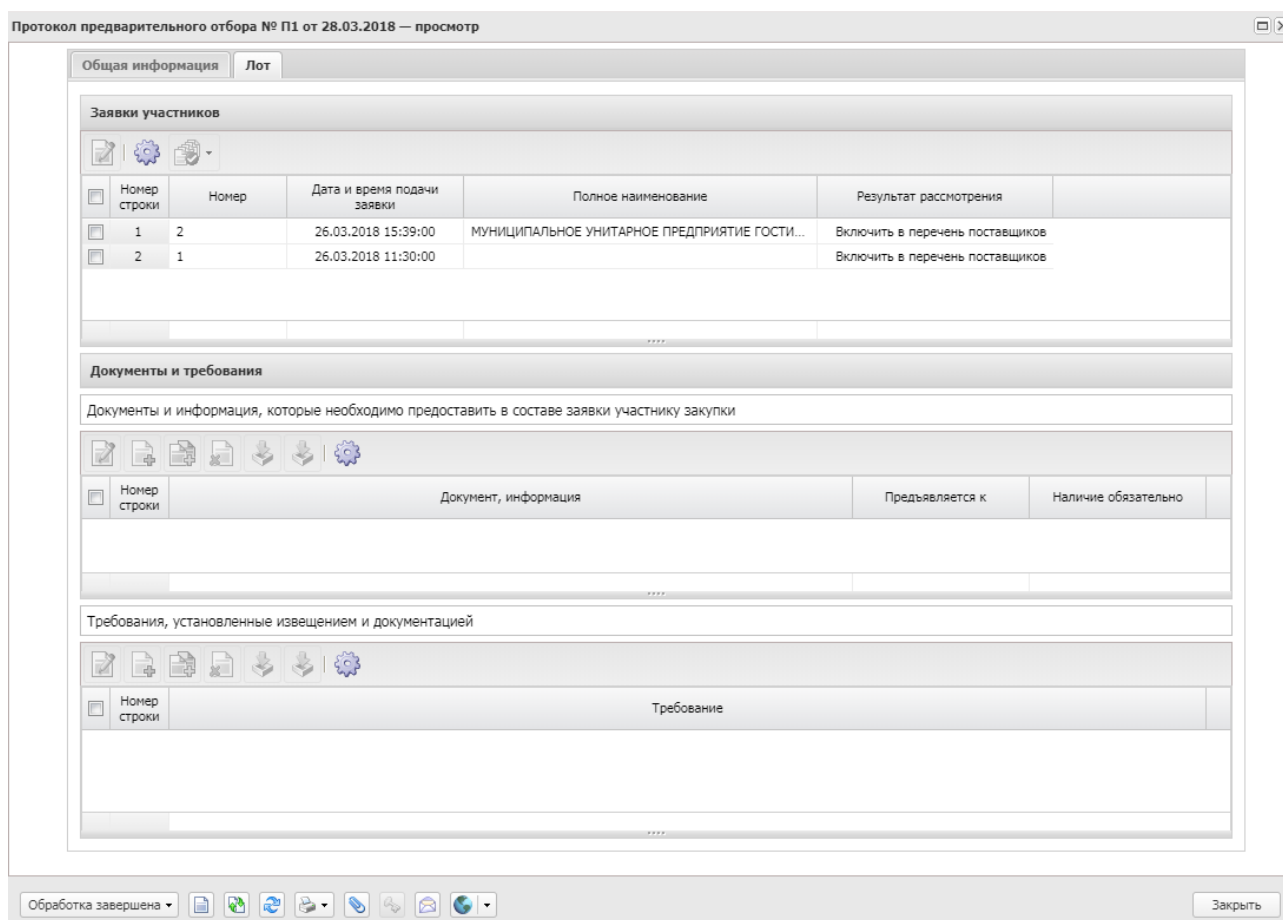 Протокол предварительного отбора № П1 от 28.03.2018 — просмотр
Общая информация Лот
Заявки участников
Номер строки Номер Дата и время подачи заявки Полное наименование Результат рассмотрения
1 2 26.03.2018 15:39:00 МУНИЦИПАЛЬНОЕ УНИТАРНОЕ ПРЕДПРИЯТИЕ ГОСТИ... Включить в перечень поставщиков
2 1 26.03.2018 11:30:00 Включить в перечень поставщиков
Документы и требования
Документы и информация, которые необходимо предоставить в составе заявки участнику закупки
Номер строки Документ, информация Предъявляется к Наличие обязательно
Требования, установленные извещением и документацией
Номер строки Требование
Обработка завершена Закрыть